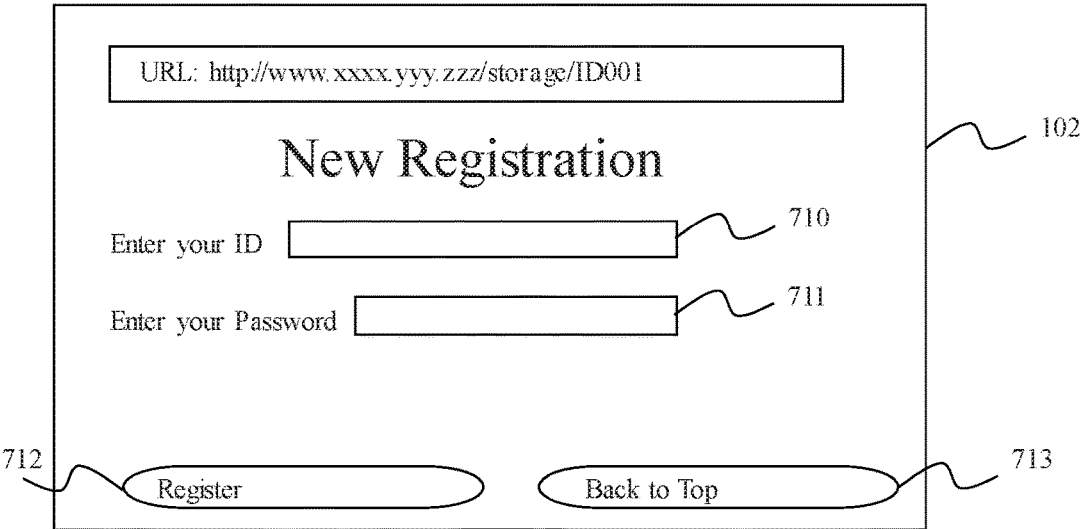 URL: http://www.xxxx.yyy.zzz/storage/ID001
102
New Registration
710
Enter your ID
711
Enter your Password
712
713
Register
Back to Top